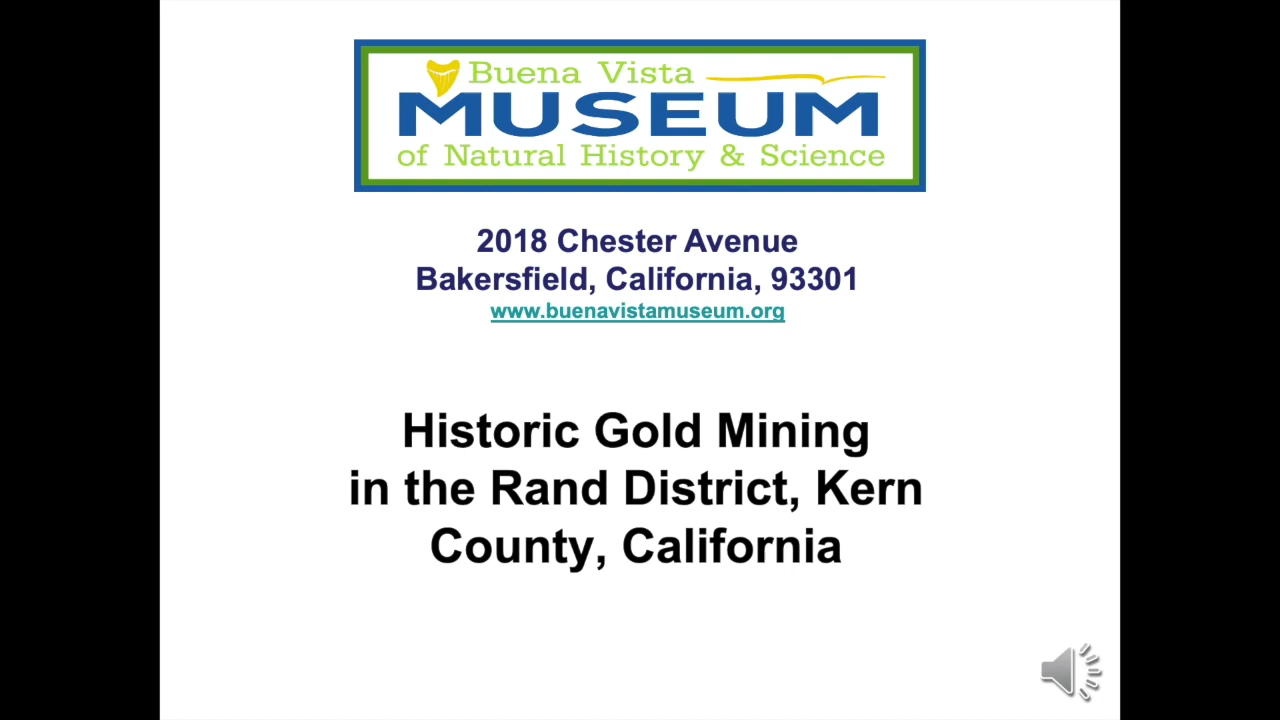 Buena Vista
MUSEUM
of Natural History & Science
2018 Chester Avenue
Bakersfield, California, 93301
www.buenavistamuseum.org
Historic Gold Mining
in the Rand District, Kern
County, California